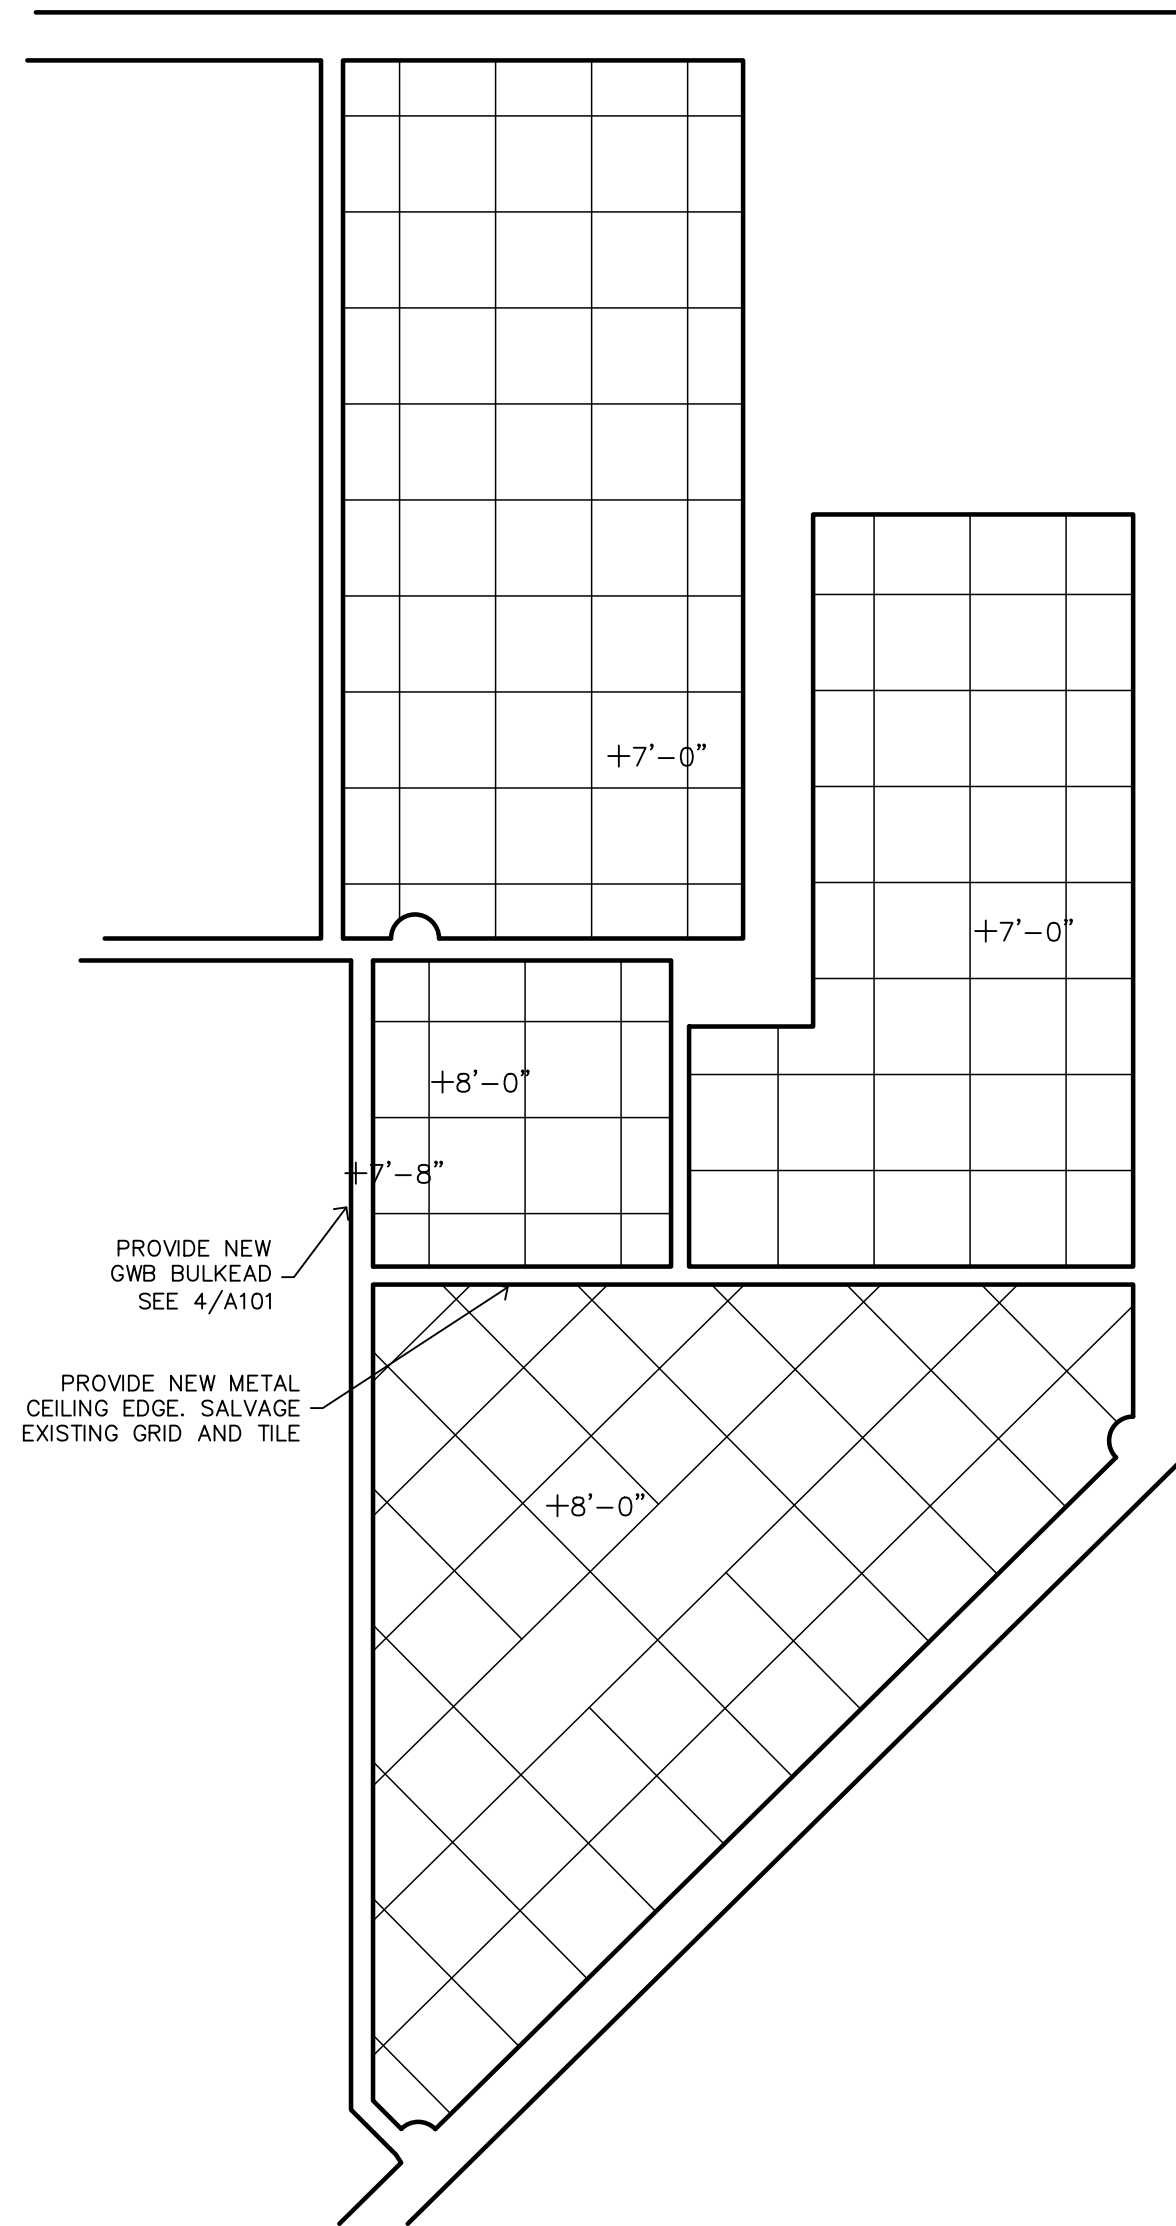 +7'-0"
+7'-0"
+8'-0"
+7'-8"
PROVIDE NEW
GWB BULKEAD
SEE 4/A101
PROVIDE NEW METAL
CEILING EDGE. SALVAGE
EXISTING GRID AND TILE
+8'-0"